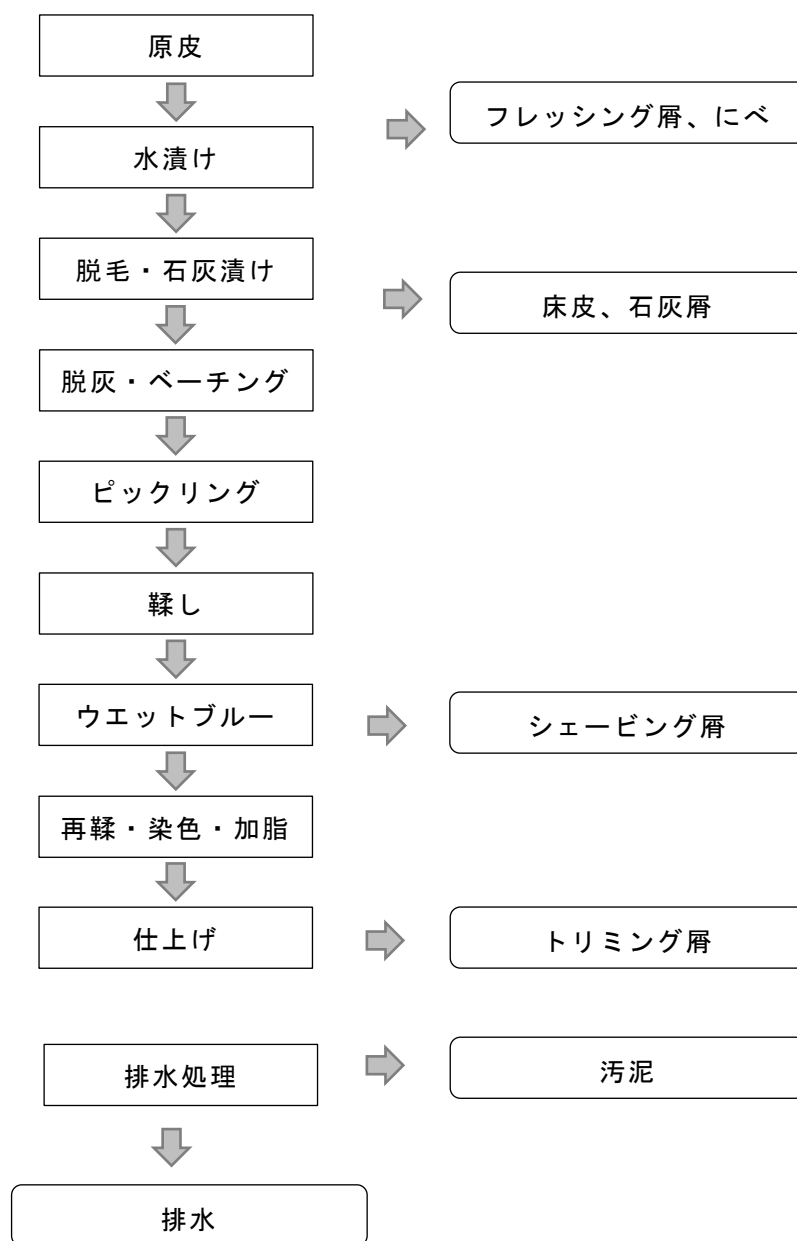 原皮
フレッシング屑、にべ
水漬け
脱毛・石灰漬け
床皮、石灰屑
脱灰・ベーチング
ピックリング
鞣し
ウエットブルー
シェービング屑
再鞣・染色・加脂
仕上げ
トリミング屑
排水処理
汚泥
排水